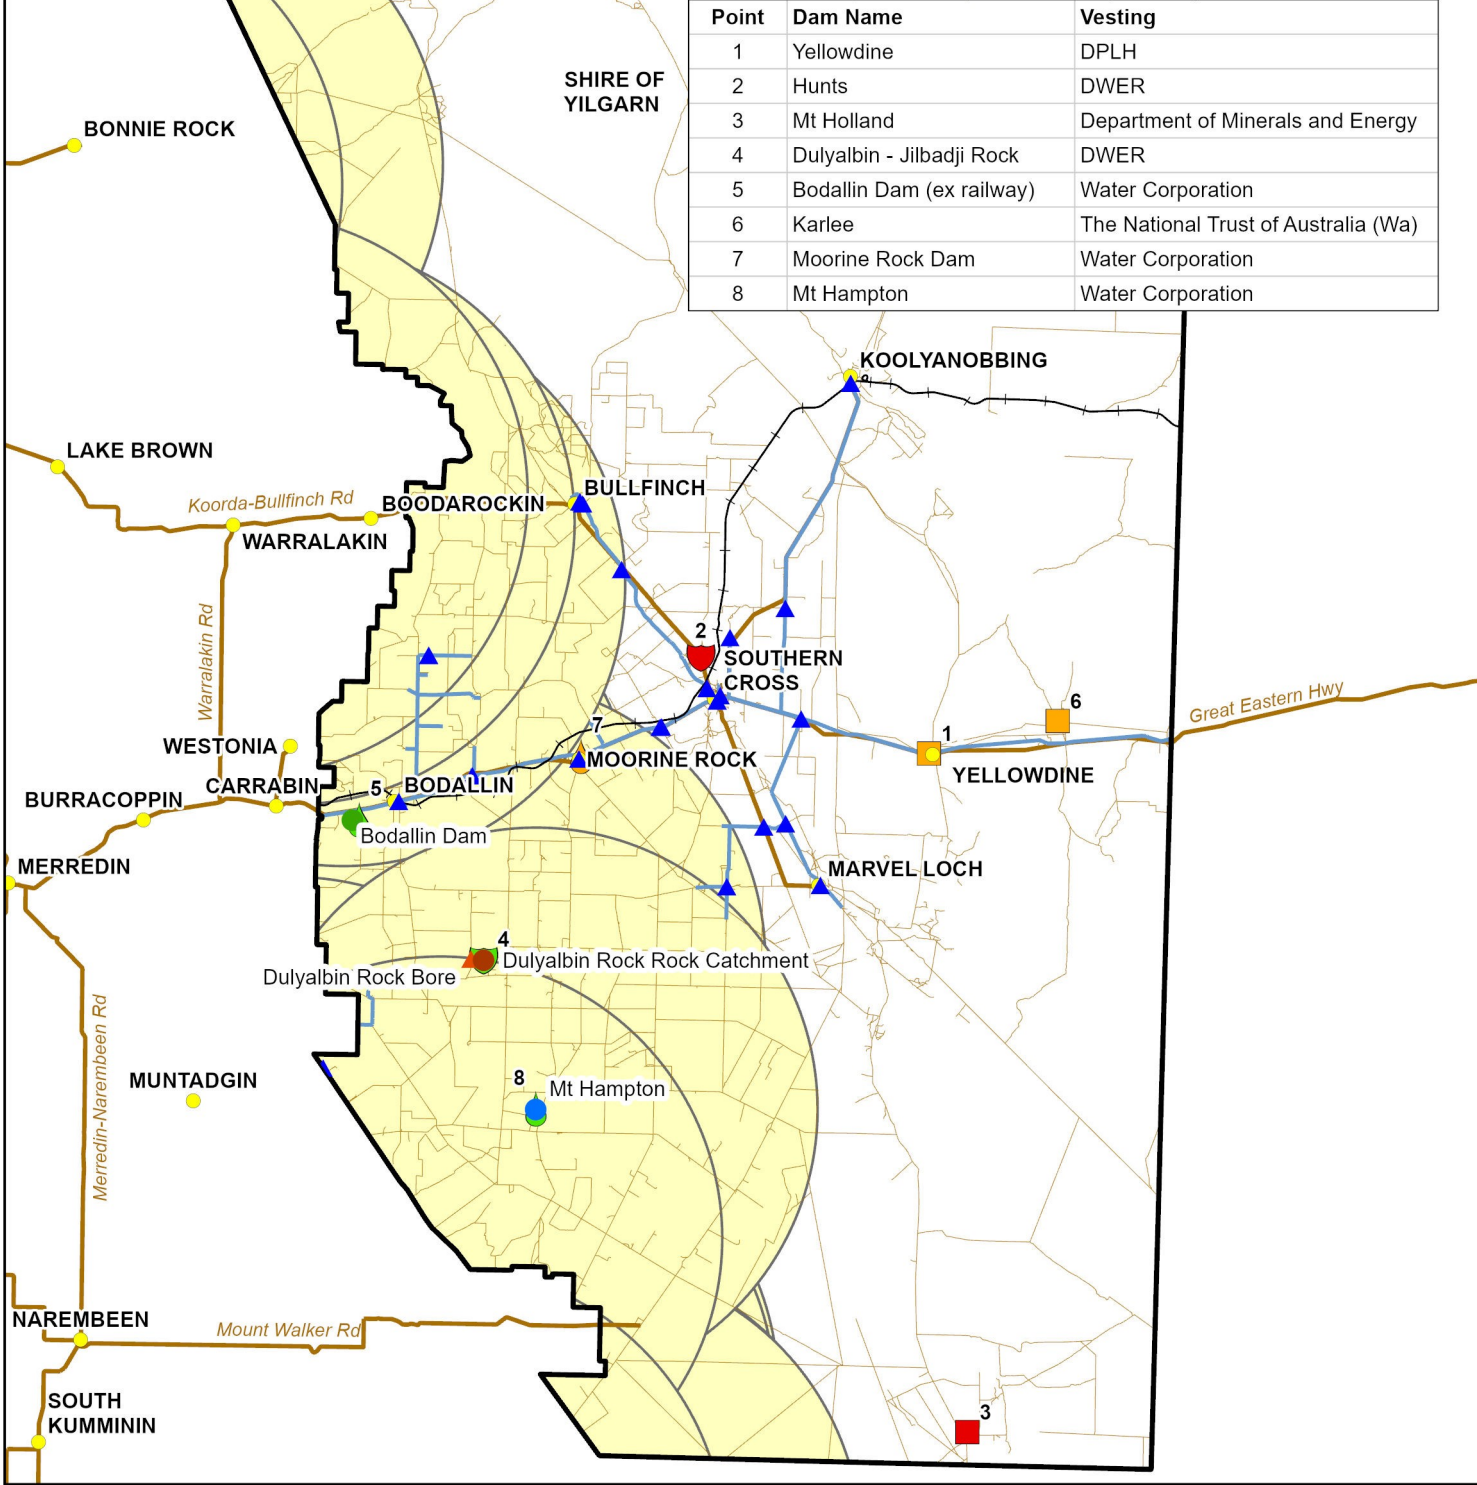 Point Dam Name Vesting
1 Yellowdine DPLH
2 Hunts DWER
3 Mt Holland Department of Minerals and Energy
4 Dulyalbin - Jilbadji Rock DWER
5 Bodallin Dam (ex railway) Water Corporation
6 Karlee The National Trust of Australia (Wa)
7 Moorine Rock Dam Water Corporation
8 Mt Hampton Water Corporation
SHIRE OF
YILGARN
BONNIE ROCK
KOOLYANOBBING
LAKE BROWN
Koorda-Bullfinch Rd
BOODAROCKIN
BULLFINCH
WARRALAKIN
Warralakin Rd
2
SOUTHERN
CROSS
6
Great Eastern Hwy
7
1
WESTONIA
MOORINE ROCK
YELLOWDINE
CARRABIN
5
BODALLIN
BURRACOPPIN
Bodallin Dam
MERREDIN
MARVEL LOCH
4
Dulyalbin Rock Rock Catchment
Dulyalbin Rock Bore
Merredin-Narembeen Rd
MUNTADGIN
8
Mt Hampton
NAREMBEEN
Mount Walker Rd
SOUTH
KUMMININ
3